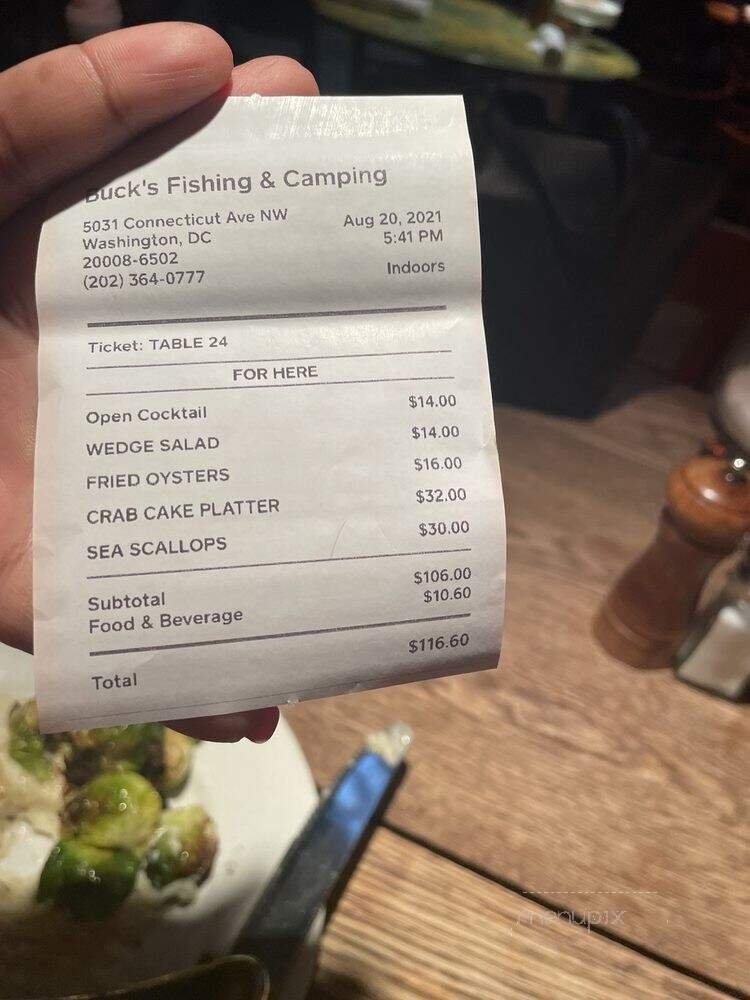 Buck's Fishing & Camping
5031 Connecticut Ave NW
Washington, DC
20008-6502
(202) 364-0777
Aug 20, 2021
5:41 PM
Indoors
Ticket: TABLE 24
FOR HERE
Open Cocktail $14.00
WEDGE SALAD $14.00
FRIED OYSTERS $16.00
CRAB CAKE PLATTER $32.00
SEA SCALLOPS $30.00
Subtotal $106.00
Food & Beverage $10.60
Total $116.60
menupix